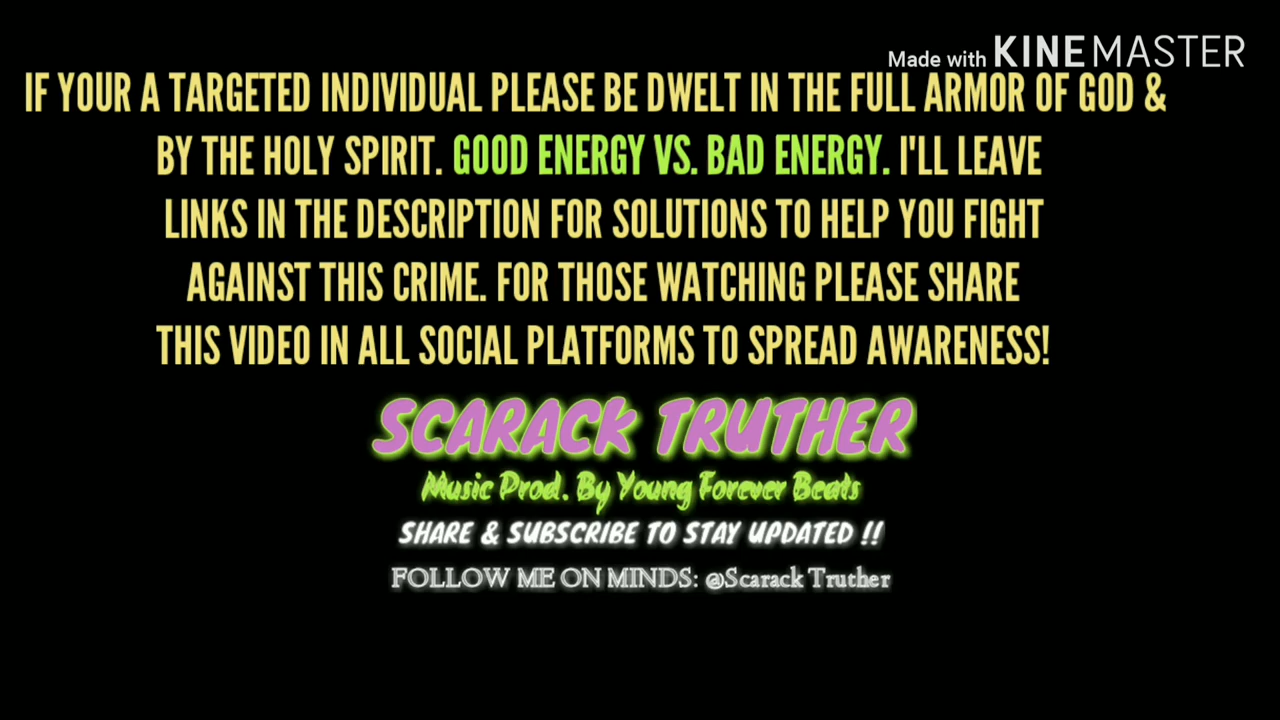 Made with KINEMASTER
IF YOUR A TARGETED INDIVIDUAL PLEASE BE DWELT IN THE FULL ARMOR OF GOD &
BY THE HOLY SPIRIT. GOOD ENERGY VS. BAD ENERGY. I'LL LEAVE
LINKS IN THE DESCRIPTION FOR SOLUTIONS TO HELP YOU FIGHT
AGAINST THIS CRIME. FOR THOSE WATCHING PLEASE SHARE
THIS VIDEO IN ALL SOCIAL PLATFORMS TO SPREAD AWARENESS!
SCARACK TRUTHER
Music Prod. By Young Forever Beats
SHARE & SUBSCRIBE TO STAY UPDATED !!
FOLLOW ME ON MINDS: @Scarack Truther